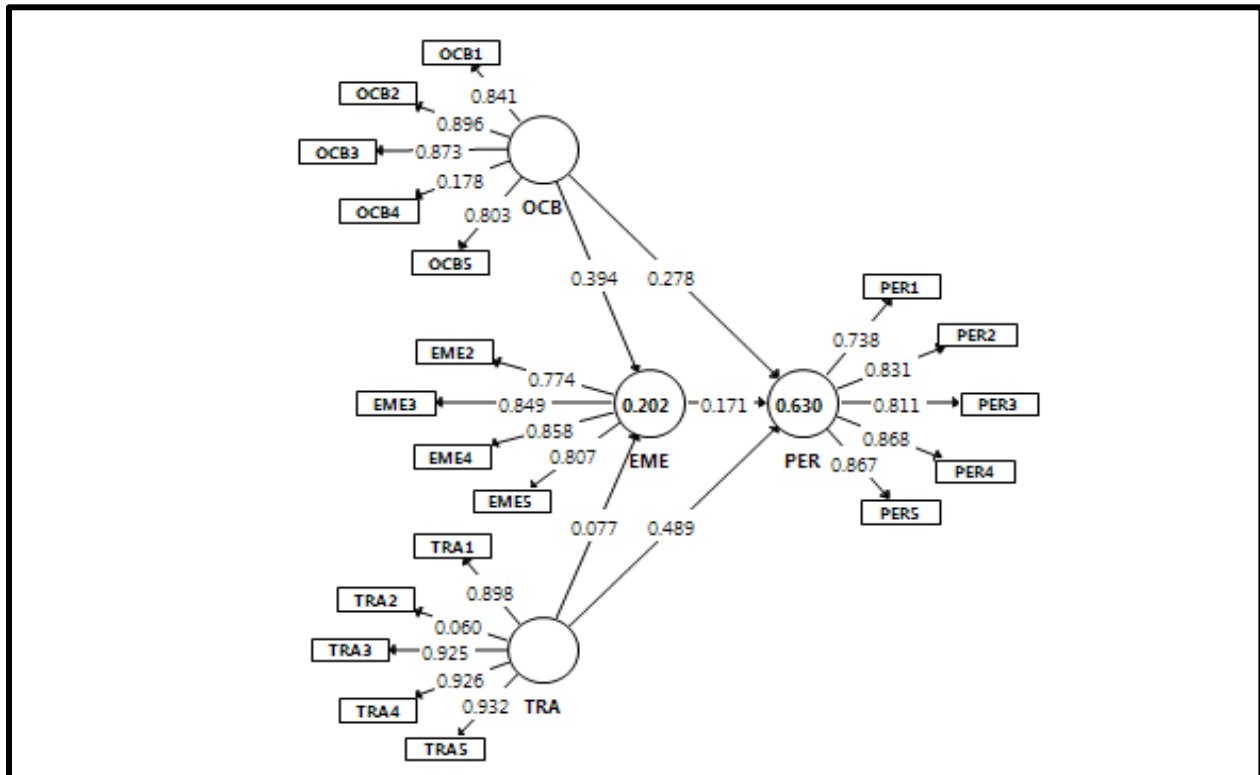 OCB1
0.841
OCB2
0.896
OCB3
0.873
0.178
OCB4
0.803
OCB5
OCB
0.394
0.278
PER1
0.738
PER2
0.831
EME2
0.774
EME3
0.849
0.202
0.171
0.630
0.811
PER3
0.858
EME4
0.807
EME5
EME
PER
0.868
PER4
0.867
PER5
0.077
0.489
TRA1
0.898
TRA2
0.060
TRA3
0.925
0.926
TRA4
0.932
TRA5
TRA